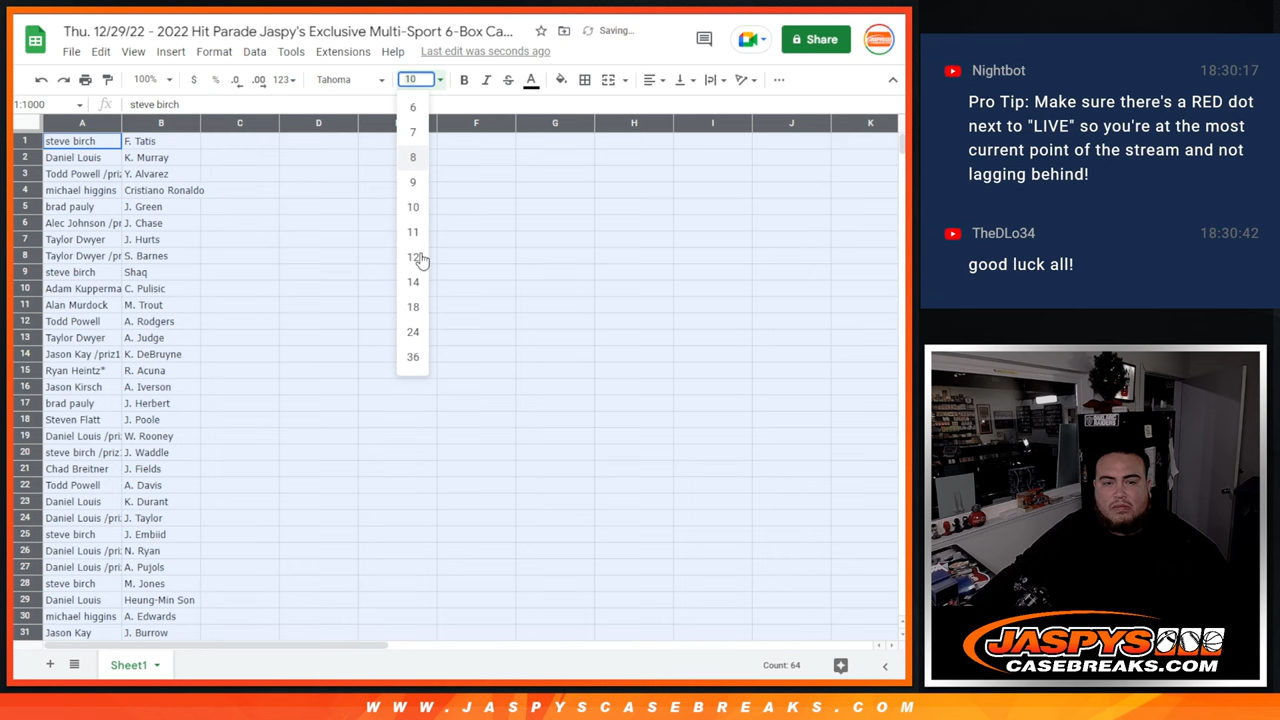 Thu. 12/29/22 - 2022 Hit Parade Jaspy's Exclusive Multi-Sport 6-Box Ca...
Saving...
Share
File Edit View Insert Format Data Tools Extensions Help Last edit was seconds ago
100% $ % .0 .00 123 Tahoma 10 B I S A
1:1000 fx steve birch
A B C D E F G H I J K
1 steve birch F. Tatis
2 Daniel Louis K. Murray
3 Todd Powell /pri Y. Alvarez
4 michael higgins Cristiano Ronaldo
5 brad pauly J. Green
6 Alec Johnson /pr J. Chase
7 Taylor Dwyer J. Hurts
8 Taylor Dwyer /pr S. Barnes
9 steve birch Shaq
10 Adam Kupperma C. Pulisic
11 Alan Murdock M. Trout
12 Todd Powell A. Rodgers
13 Taylor Dwyer A. Judge
14 Jason Kay /priz1 K. DeBruyne
15 Ryan Heintz* R. Acuna
16 Jason Kirsch A. Iverson
17 brad pauly J. Herbert
18 Steven Flatt J. Poole
19 Daniel Louis /pri: W. Rooney
20 steve birch /priz: J. Waddle
21 Chad Breitner J. Fields
22 Todd Powell A. Davis
23 Daniel Louis K. Durant
24 Daniel Louis /pri: J. Taylor
25 steve birch J. Embiid
26 Daniel Louis /pri: N. Ryan
27 Daniel Louis /pri: A. Pujols
28 steve birch M. Jones
29 Daniel Louis Heung-Min Son
30 michael higgins A. Edwards
31 Jason Kay J. Burrow
6
7
8
9
10
11
12
14
18
24
36
Sheet1
Count: 64
Nightbot 18:30:17
Pro Tip: Make sure there's a RED dot
next to "LIVE" so you're at the most
current point of the stream and not
lagging behind!
TheDLo34 18:30:42
good luck all!
JASPYS
CASEBREAKS.COM
WWW.JASPYSCASEBREAKS.COM